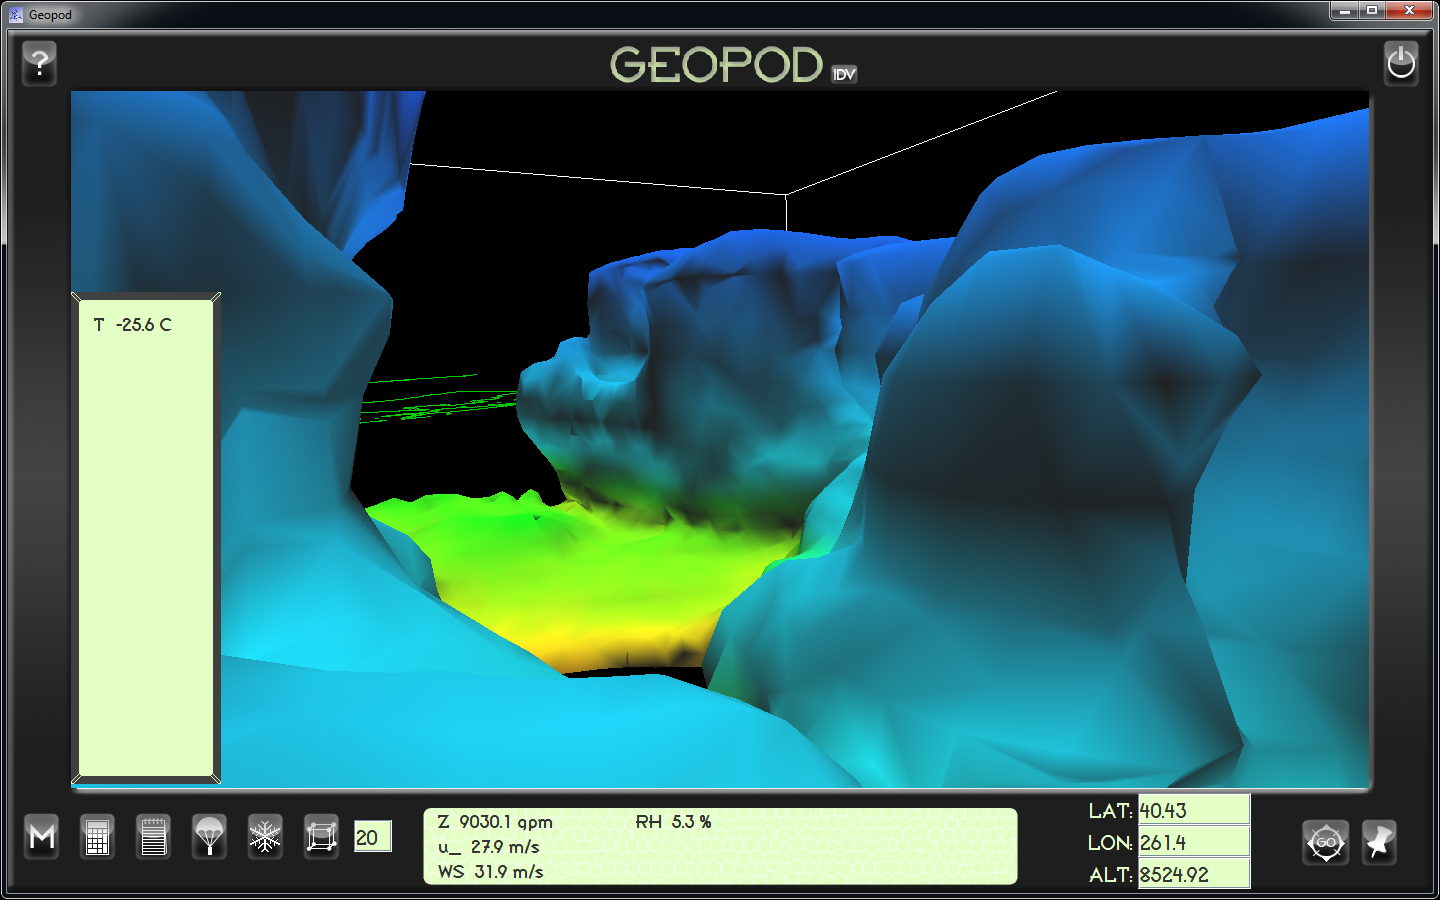 Geopod
?
GEOPOD IDV
T -25.6 C
M
20
Z 9030.1 gpm RH 5.3 %
u_ 27.9 m/s
WS 31.9 m/s
LAT: 40.43
LON: 261.4
ALT: 8524.92
GO